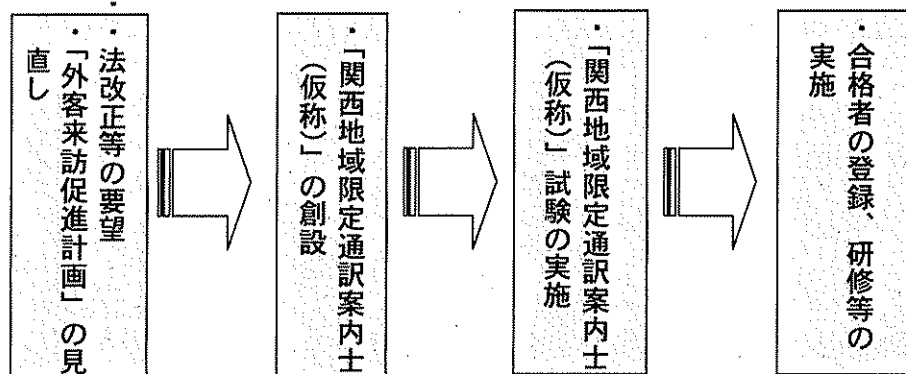 ・法改正等の要望
・「外客来訪促進計画」の見
直し
・「関西地域限定通訳案内士
（仮称）」の創設
・「関西地域限定通訳案内士
（仮称）」試験の実施
・合格者の登録、研修等の
実施